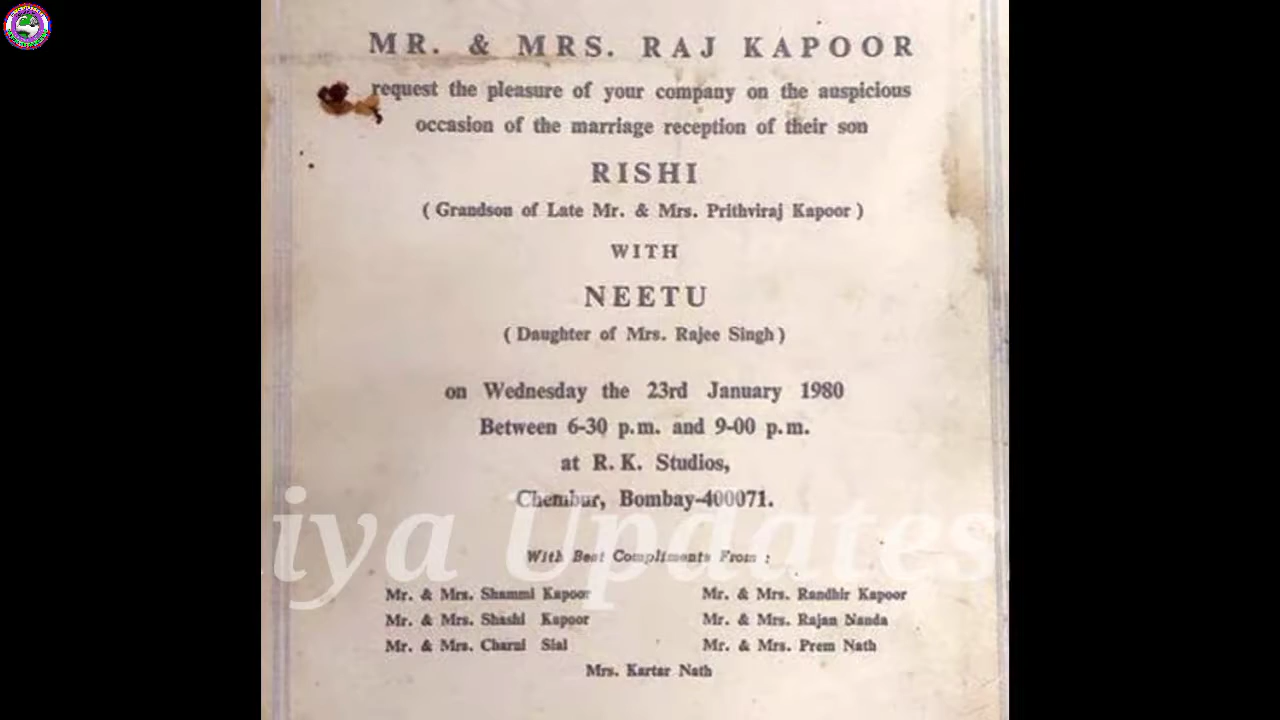 MR. & MRS. RAJ KAPOOR
request the pleasure of your company on the auspicious
occasion of the marriage reception of their son
RISHI
( Grandson of Late Mr. & Mrs. Prithviraj Kapoor )
WITH
NEETU
( Daughter of Mrs. Rajee Singh )
on Wednesday the 23rd January 1980
Between 6-30 p.m. and 9-00 p.m.
at R. K. Studios,
Chembur, Bombay-400071.
iya Updates
With Best Compliments From :
Mr. & Mrs. Shammi Kapoor
Mr. & Mrs. Randhir Kapoor
Mr. & Mrs. Shashi Kapoor
Mr. & Mrs. Rajan Nanda
Mr. & Mrs. Charni Sial
Mr. & Mrs. Prem Nath
Mrs. Kartar Nath